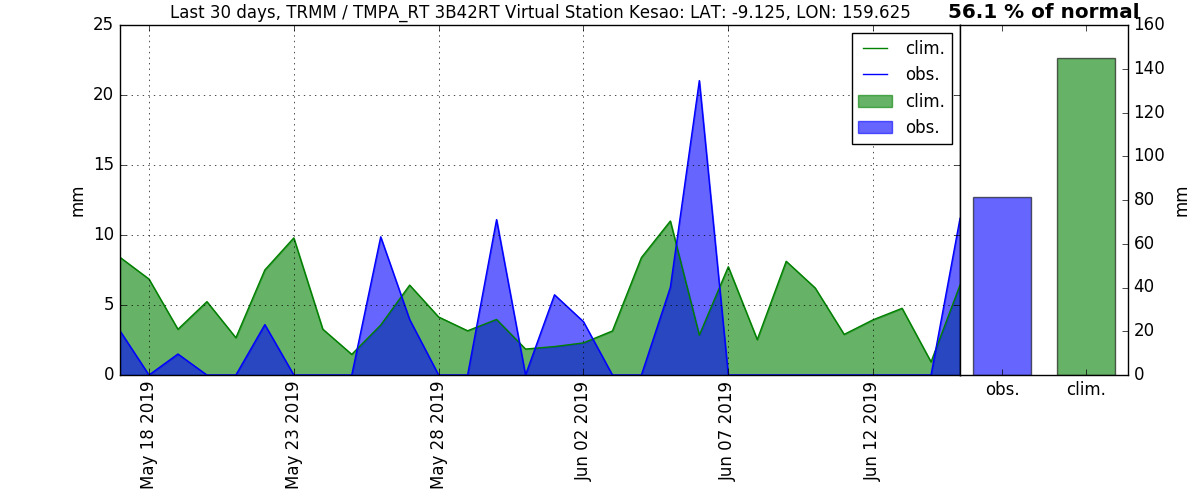 Last 30 days, TRMM / TMPA_RT 3B42RT Virtual Station Kesao: LAT: -9.125, LON: 159.625
56.1 % of normal
25
20
15
10
5
0
mm
clim.
obs.
clim.
obs.
160
140
120
100
80
60
40
20
0
mm
obs.
clim.
May 18 2019
May 23 2019
May 28 2019
Jun 02 2019
Jun 07 2019
Jun 12 2019